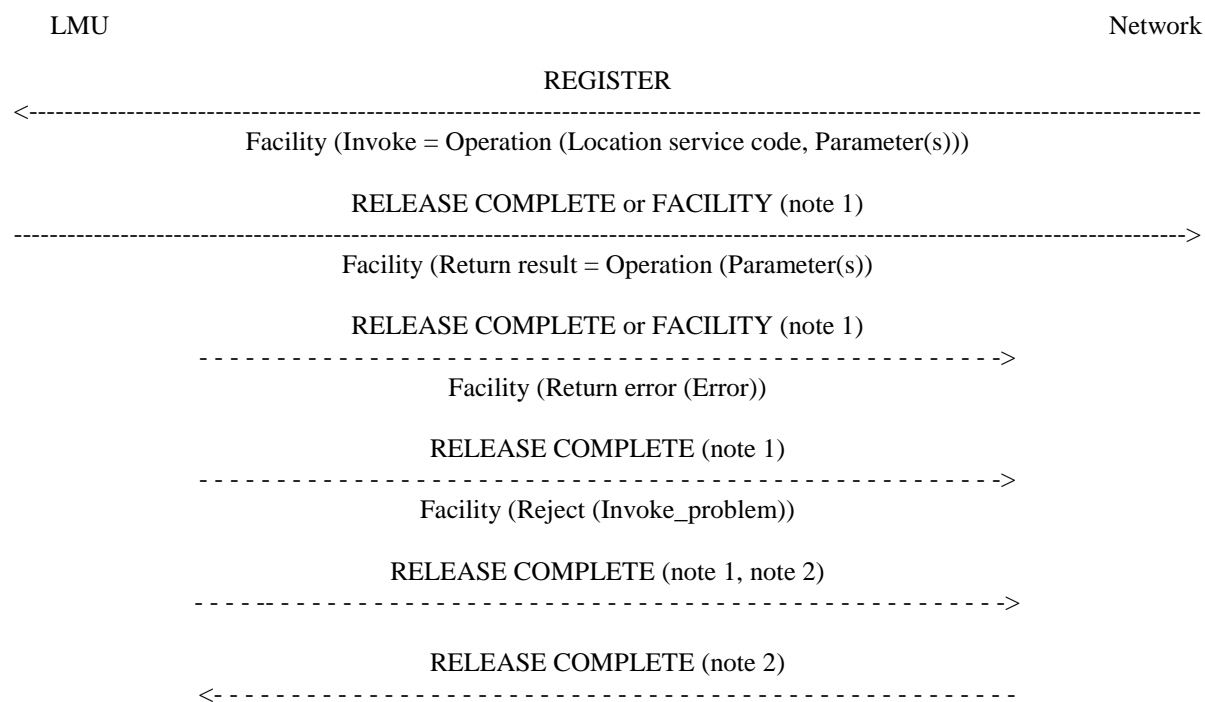 LMU Network
REGISTER
<------------------------------------------------------------------------------------------------------------------------------------
Facility (Invoke = Operation (Location service code, Parameter(s)))
RELEASE COMPLETE or FACILITY (note 1)
------------------------------------------------------------------------------------------------------------------------------------>
Facility (Return result = Operation (Parameter(s))
RELEASE COMPLETE or FACILITY (note 1)
- - - - - - - - - - - - - - - - - - - - - - - - - - - - - - - - - - - - - - - - - - - - - - - - - - - ->
Facility (Return error (Error))
RELEASE COMPLETE (note 1)
- - - - - - - - - - - - - - - - - - - - - - - - - - - - - - - - - - - - - - - - - - - - - - - - - - - ->
Facility (Reject (Invoke_problem))
RELEASE COMPLETE (note 1, note 2)
- - - - -- - - - - - - - - - - - - - - - - - - - - - - - - - - - - - - - - - - - - - - - - - - - - - - ->
RELEASE COMPLETE (note 2)
<- - - - - - - - - - - - - - - - - - - - - - - - - - - - - - - - - - - - - - - - - - - - - - - - - - - -